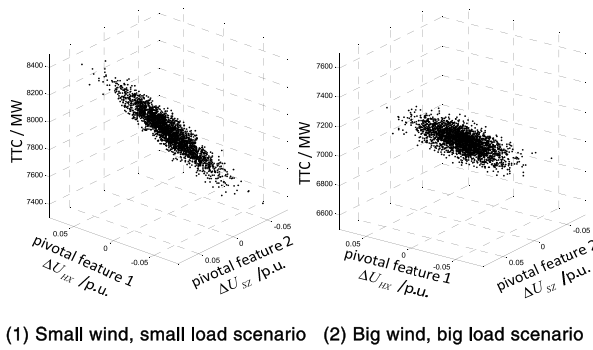 8400
8200
8000
7800
7600
7400
TTC / MW
0.05
0
-0.05
pivotal feature 1
ΔU_HX /p.u.
0.05
0
-0.05
pivotal feature 2
ΔU_SZ /p.u.
7600
7400
7200
7000
6800
6600
TTC / MW
0.05
0
-0.05
pivotal feature 1
ΔU_HX /p.u.
0.05
0
-0.05
pivotal feature 2
ΔU_SZ /p.u.
(1) Small wind, small load scenario
(2) Big wind, big load scenario